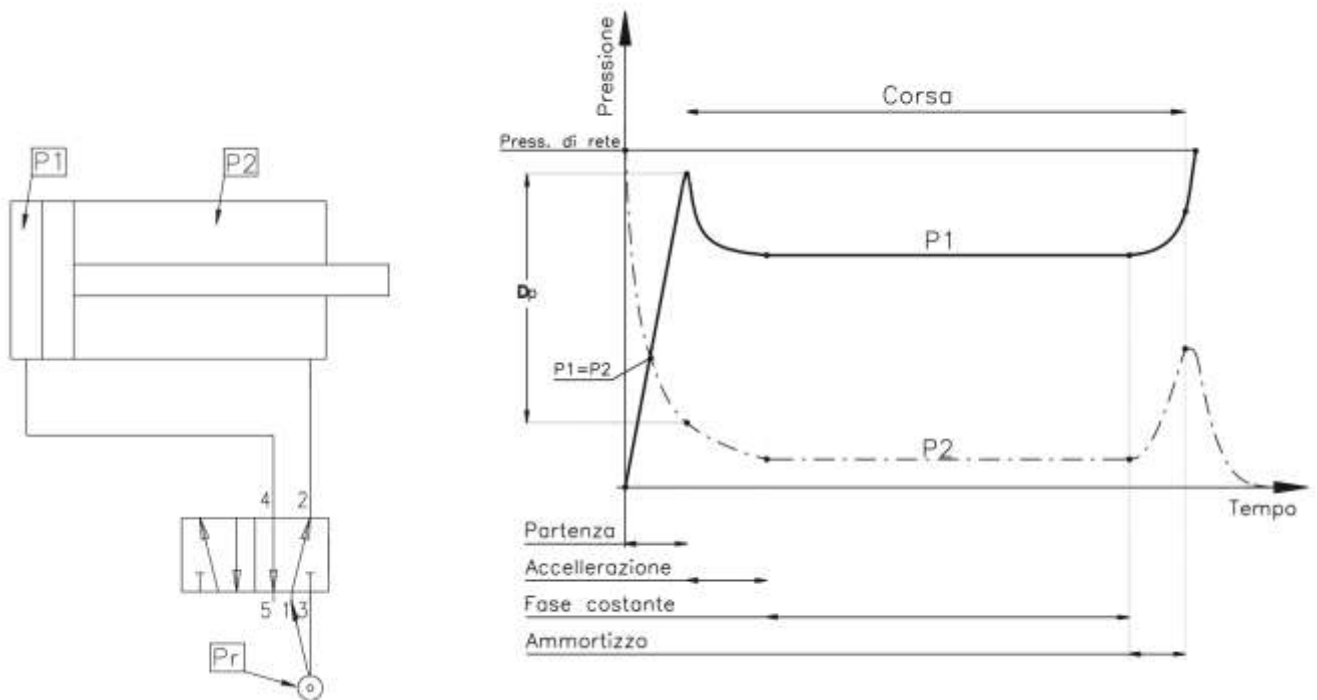 P1
P2
4
2
5
1
3
Pr
Pressione
Corsa
Press. di rete
Dp
P1
P1=P2
P2
Tempo
Partenza
Accellerazione
Fase costante
Ammortizzo